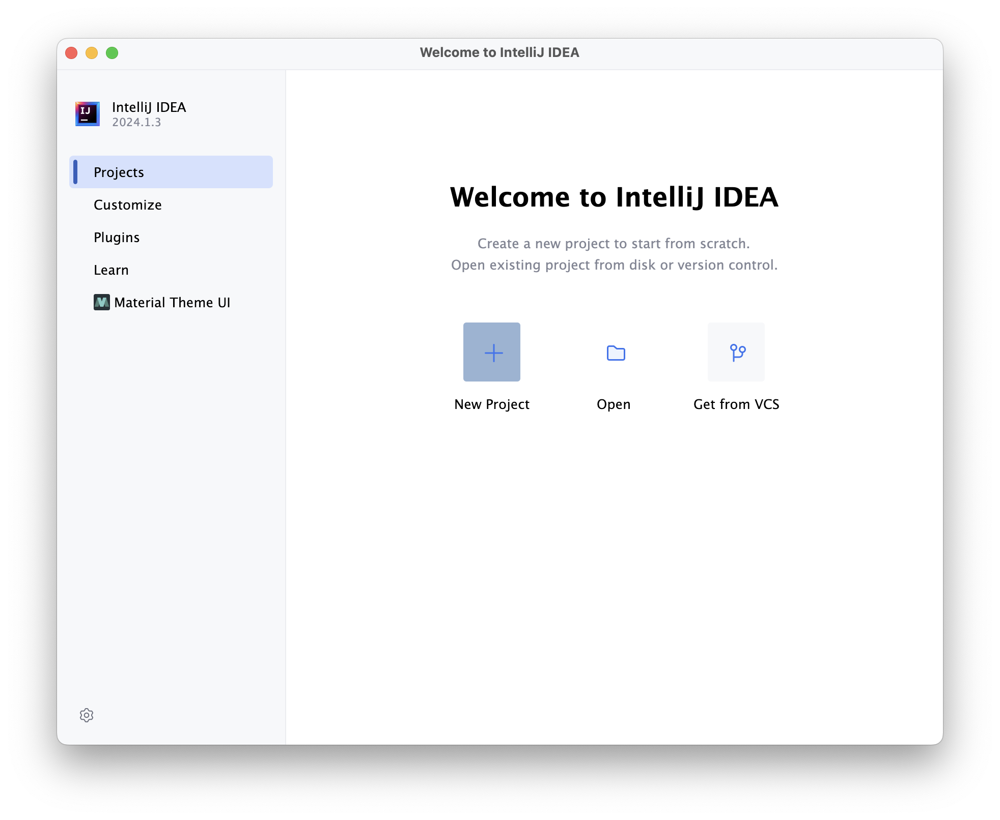 Welcome to IntelliJ IDEA
IJ
IntelliJ IDEA
2024.1.3
Projects
Customize
Plugins
Learn
Material Theme UI
Welcome to IntelliJ IDEA
Create a new project to start from scratch.
Open existing project from disk or version control.
New Project
Open
Get from VCS